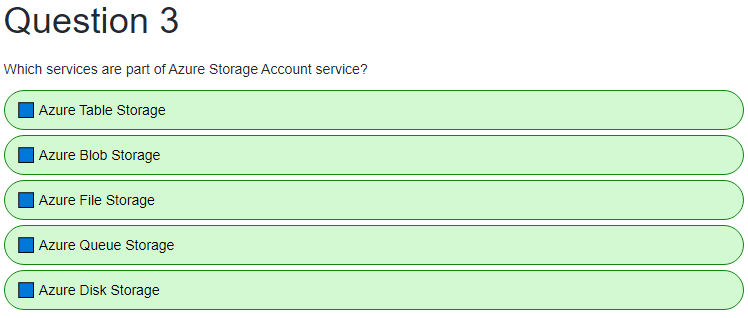 Question 3
Which services are part of Azure Storage Account service?
Azure Table Storage
Azure Blob Storage
Azure File Storage
Azure Queue Storage
Azure Disk Storage